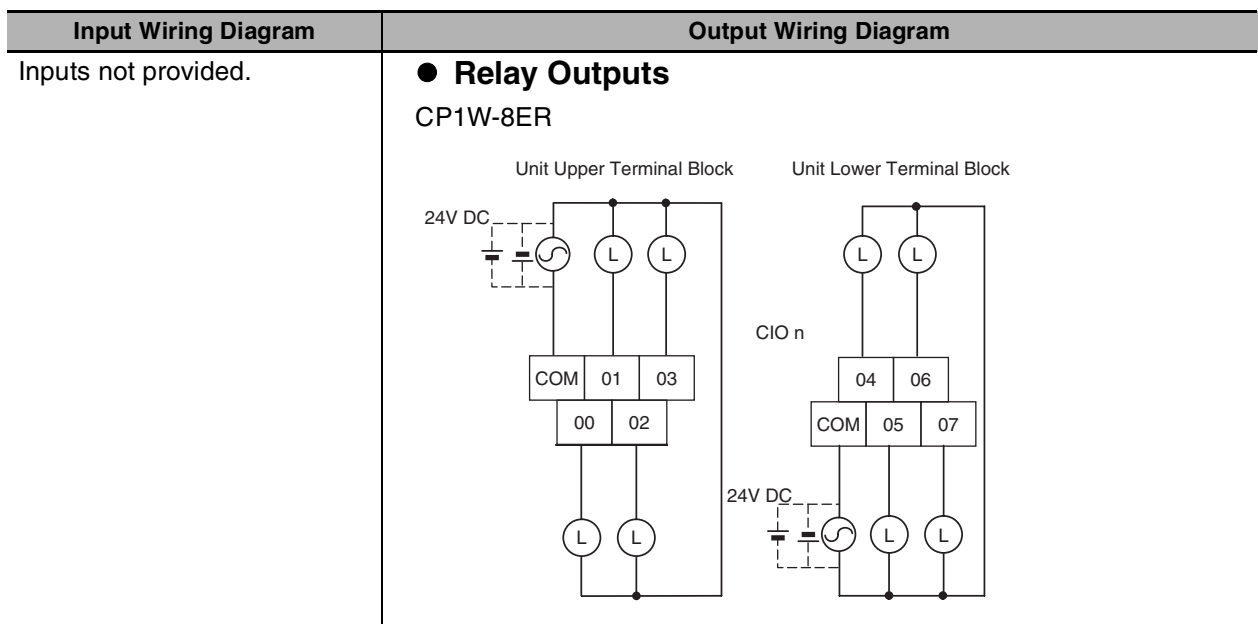 Input Wiring Diagram
Output Wiring Diagram
Inputs not provided.
● Relay Outputs
CP1W-8ER
Unit Upper Terminal Block
24V DC
L
L
COM 01 03
00 02
L
L
Unit Lower Terminal Block
L
L
CIO n
04 06
COM 05 07
24V DC
L
L